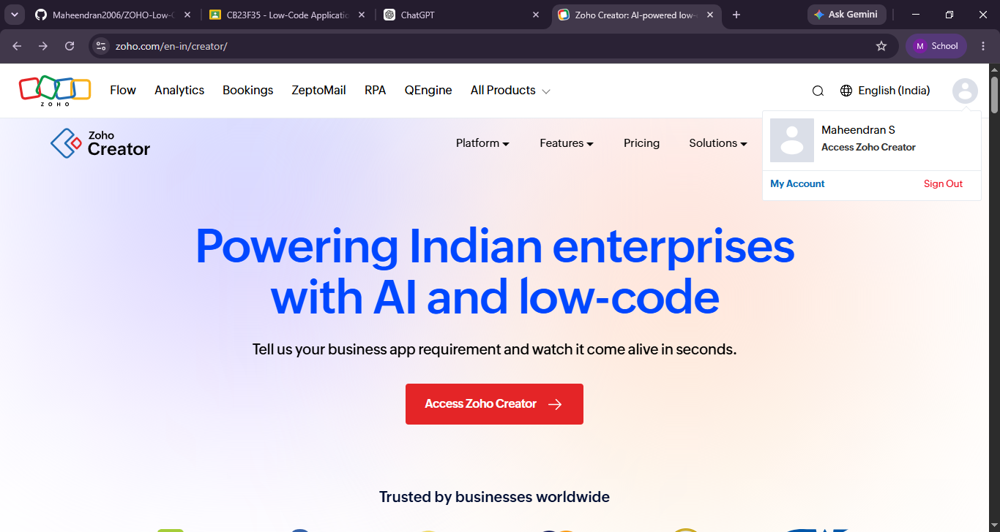 Maheendran2006/ZOHO-Low-C
CB23F35 - Low-Code Applicatio
ChatGPT
Zoho Creator: AI-powered low-
Ask Gemini
zoho.com/en-in/creator/
M
School
ZOHO
Flow
Analytics
Bookings
ZeptoMail
RPA
QEngine
All Products
English (India)
Zoho
Creator
Platform
Features
Pricing
Solutions
Maheendran S
Access Zoho Creator
My Account
Sign Out
Powering Indian enterprises
with AI and low-code
Tell us your business app requirement and watch it come alive in seconds.
Access Zoho Creator
Trusted by businesses worldwide